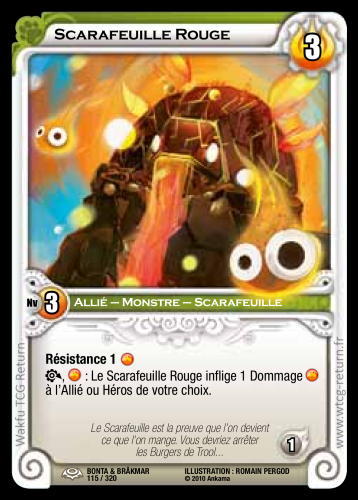 Scarafeuille Rouge
3
Nv 3
Allié – Monstre – Scarafeuille
Résistance 1
, : Le Scarafeuille Rouge inflige 1 Dommage
à l'Allié ou Héros de votre choix.
Le Scarafeuille est la preuve que l'on devient
ce que l'on mange. Vous devriez arrêter
les Burgers de Trool...
1
BONTA & BRÂKMAR
115 / 320
ILLUSTRATION : ROMAIN PERGOD
© 2010 Ankama
Wakfu TCG Return
www.wtcg-return.fr